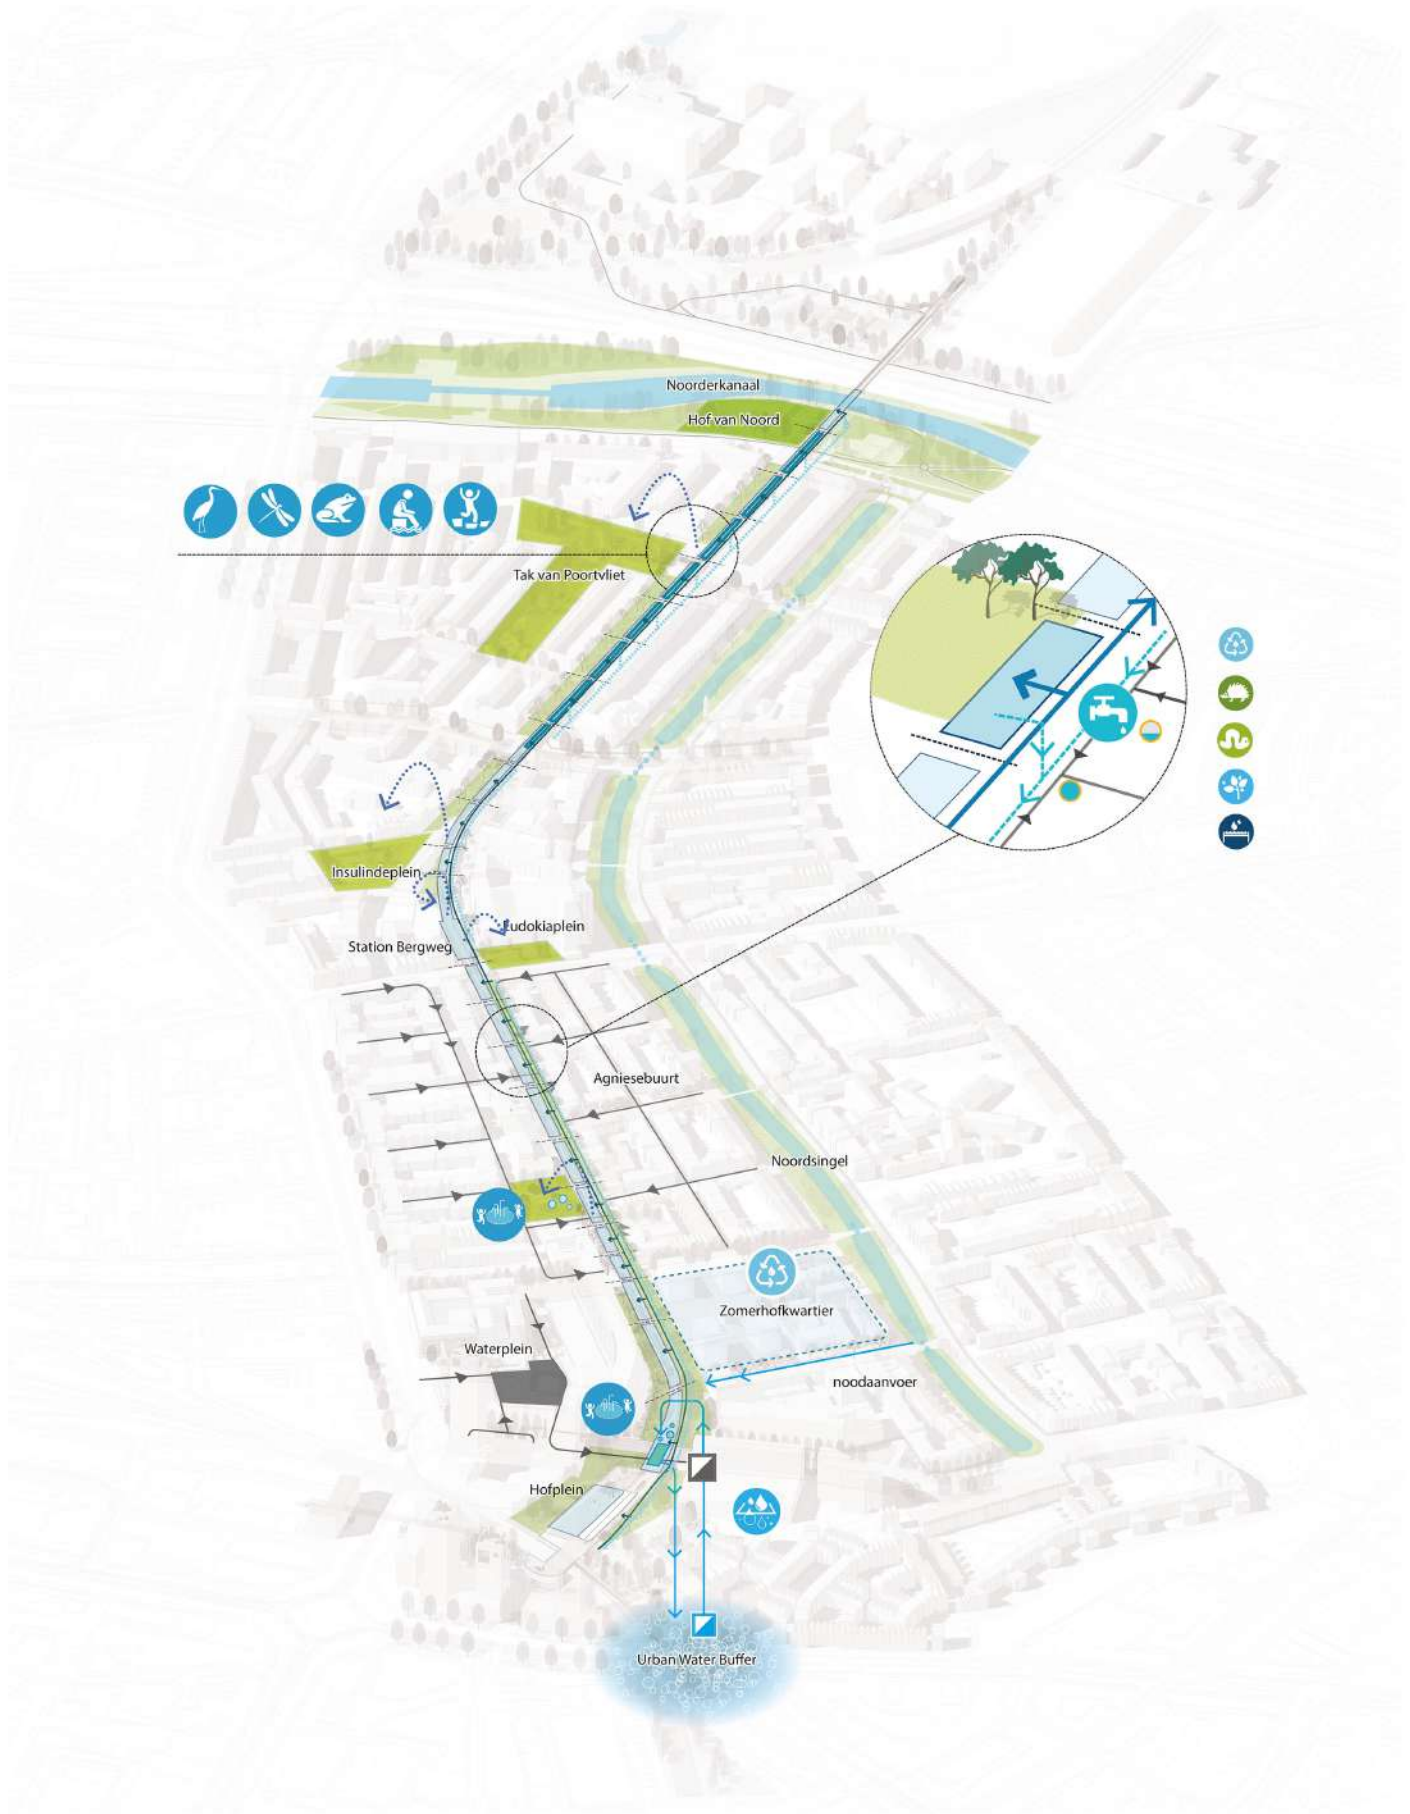 Noorderkanaal
Hof van Noord
Tak van Poortvliet
Insulindeplein
Eudokiaplein
Station Bergweg
Agniesebuurt
Noordsingel
Zomerhofkwartier
Waterplein
noodaanvoer
Hofplein
Urban Water Buffer